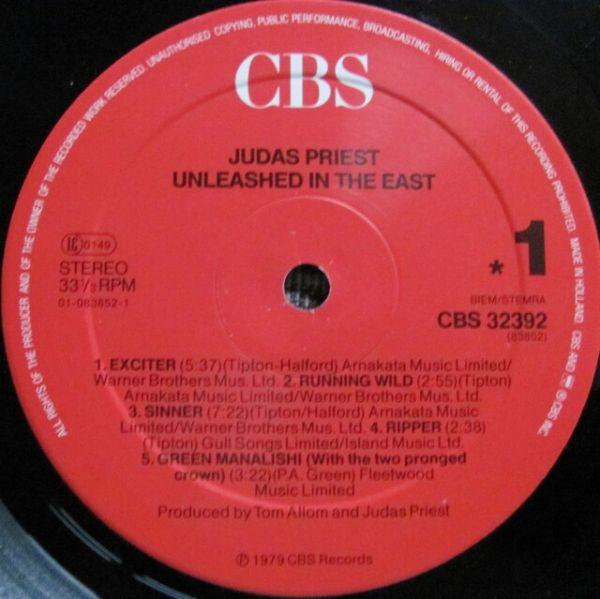 ALL RIGHTS OF THE PRODUCER AND OF THE OWNER OF THE RECORDED WORK RESERVED. UNAUTHORISED COPYING, PUBLIC PERFORMANCE, BROADCASTING, HIRING OR RENTAL OF THIS RECORDING PROHIBITED. MADE IN HOLLAND CBS AND ® CBS INC.
CBS
JUDAS PRIEST
UNLEASHED IN THE EAST
LC 0149
STEREO
33⅓ RPM
01-083852-1
* 1
BIEM/STEMRA
CBS 32392
(83852)
1. EXCITER (5:37)(Tipton-Halford) Arnakata Music Limited/
Warner Brothers Mus. Ltd. 2. RUNNING WILD (2:55)(Tipton)
Arnakata Music Limited/Warner Brothers Mus. Ltd.
3. SINNER (7:22)(Tipton/Halford) Arnakata Music
Limited/Warner Brothers Mus. Ltd. 4. RIPPER (2:38)
(Tipton) Gull Songs Limited/Island Music Ltd.
5. GREEN MANALISHI (With the two pronged
crown) (3:22)(P.A. Green) Fleetwood
Music Limited
Produced by Tom Allom and Judas Priest
℗ 1979 CBS Records